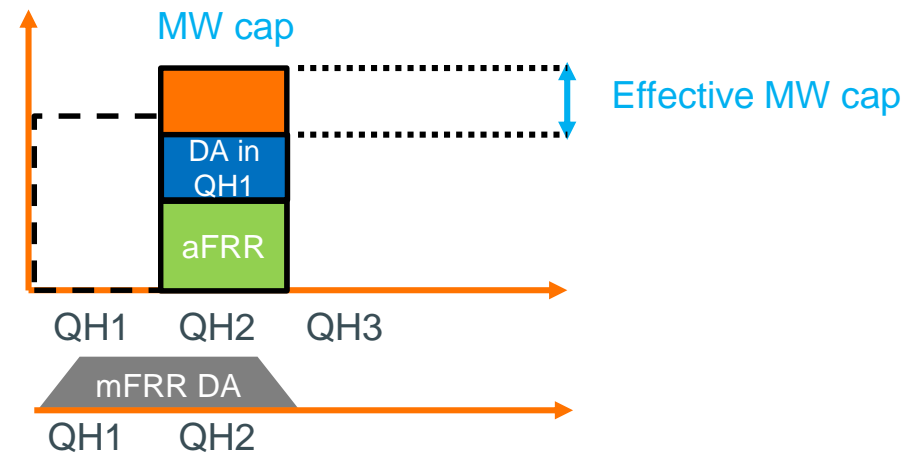 MW cap
Effective MW cap
DA in
QH1
aFRR
QH1 QH2 QH3
mFRR DA
QH1 QH2